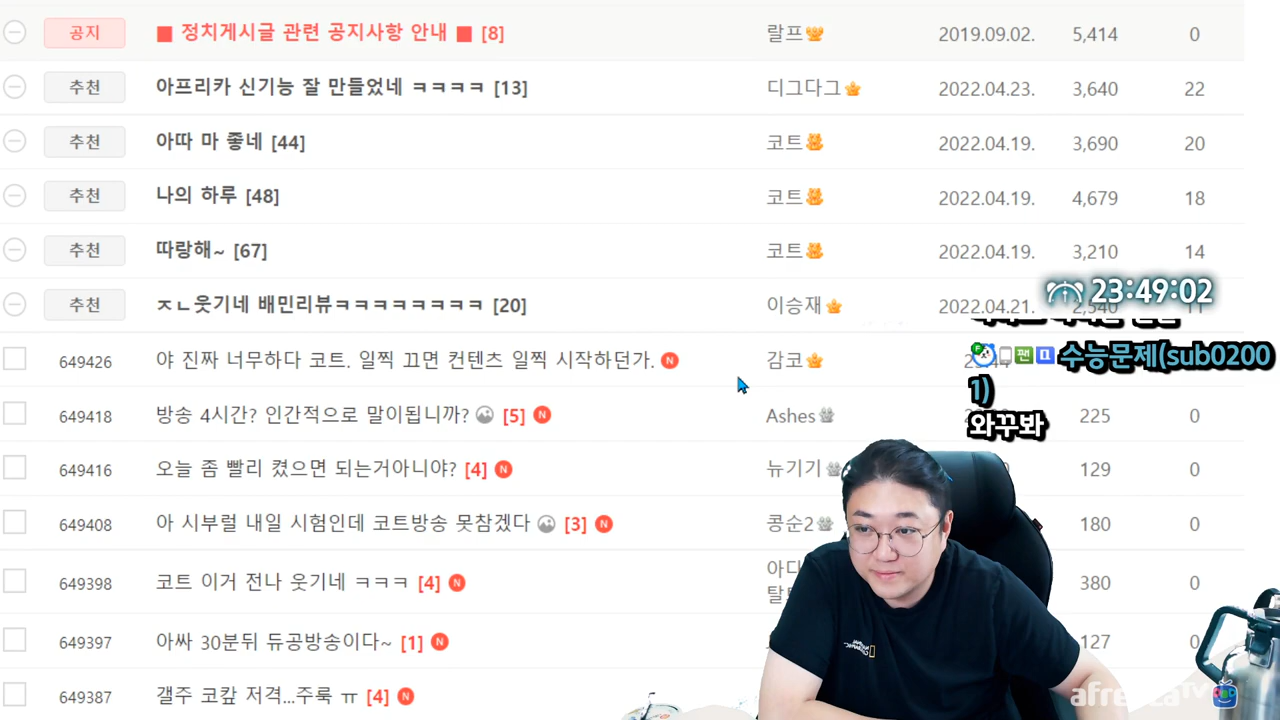 공지 ■ 정치게시글 관련 공지사항 안내 ■ [8] 랄프 2019.09.02. 5,414 0
추천 아프리카 신기능 잘 만들었네 ㅋㅋㅋㅋ [13] 디그다그 2022.04.23. 3,640 22
추천 아따 마 좋네 [44] 코트 2022.04.19. 3,690 20
추천 나의 하루 [48] 코트 2022.04.19. 4,679 18
추천 따랑해~ [67] 코트 2022.04.19. 3,210 14
추천 ㅈㄴ웃기네 배민리뷰ㅋㅋㅋㅋㅋㅋㅋㅋ [20] 이승재 2022.04.21. 2,540 11
23:49:02
649426 야 진짜 너무하다 코트. 일찍 끄면 컨텐츠 일찍 시작하던가. N 감코
팬 수능문제(sub0200
1)
와꾸봐
649418 방송 4시간? 인간적으로 말이됩니까? [5] N Ashes 225 0
649416 오늘 좀 빨리 켰으면 되는거아니야? [4] N 뉴기기 129 0
649408 아 시부럴 내일 시험인데 코트방송 못참겠다 [3] N 콩순2 180 0
649398 코트 이거 전나 웃기네 ㅋㅋㅋ [4] N 380 0
649397 아싸 30분뒤 듀공방송이다~ [1] N 127 0
649387 갤주 코캎 저격...주룩 ㅠ [4] N
afreecaTV